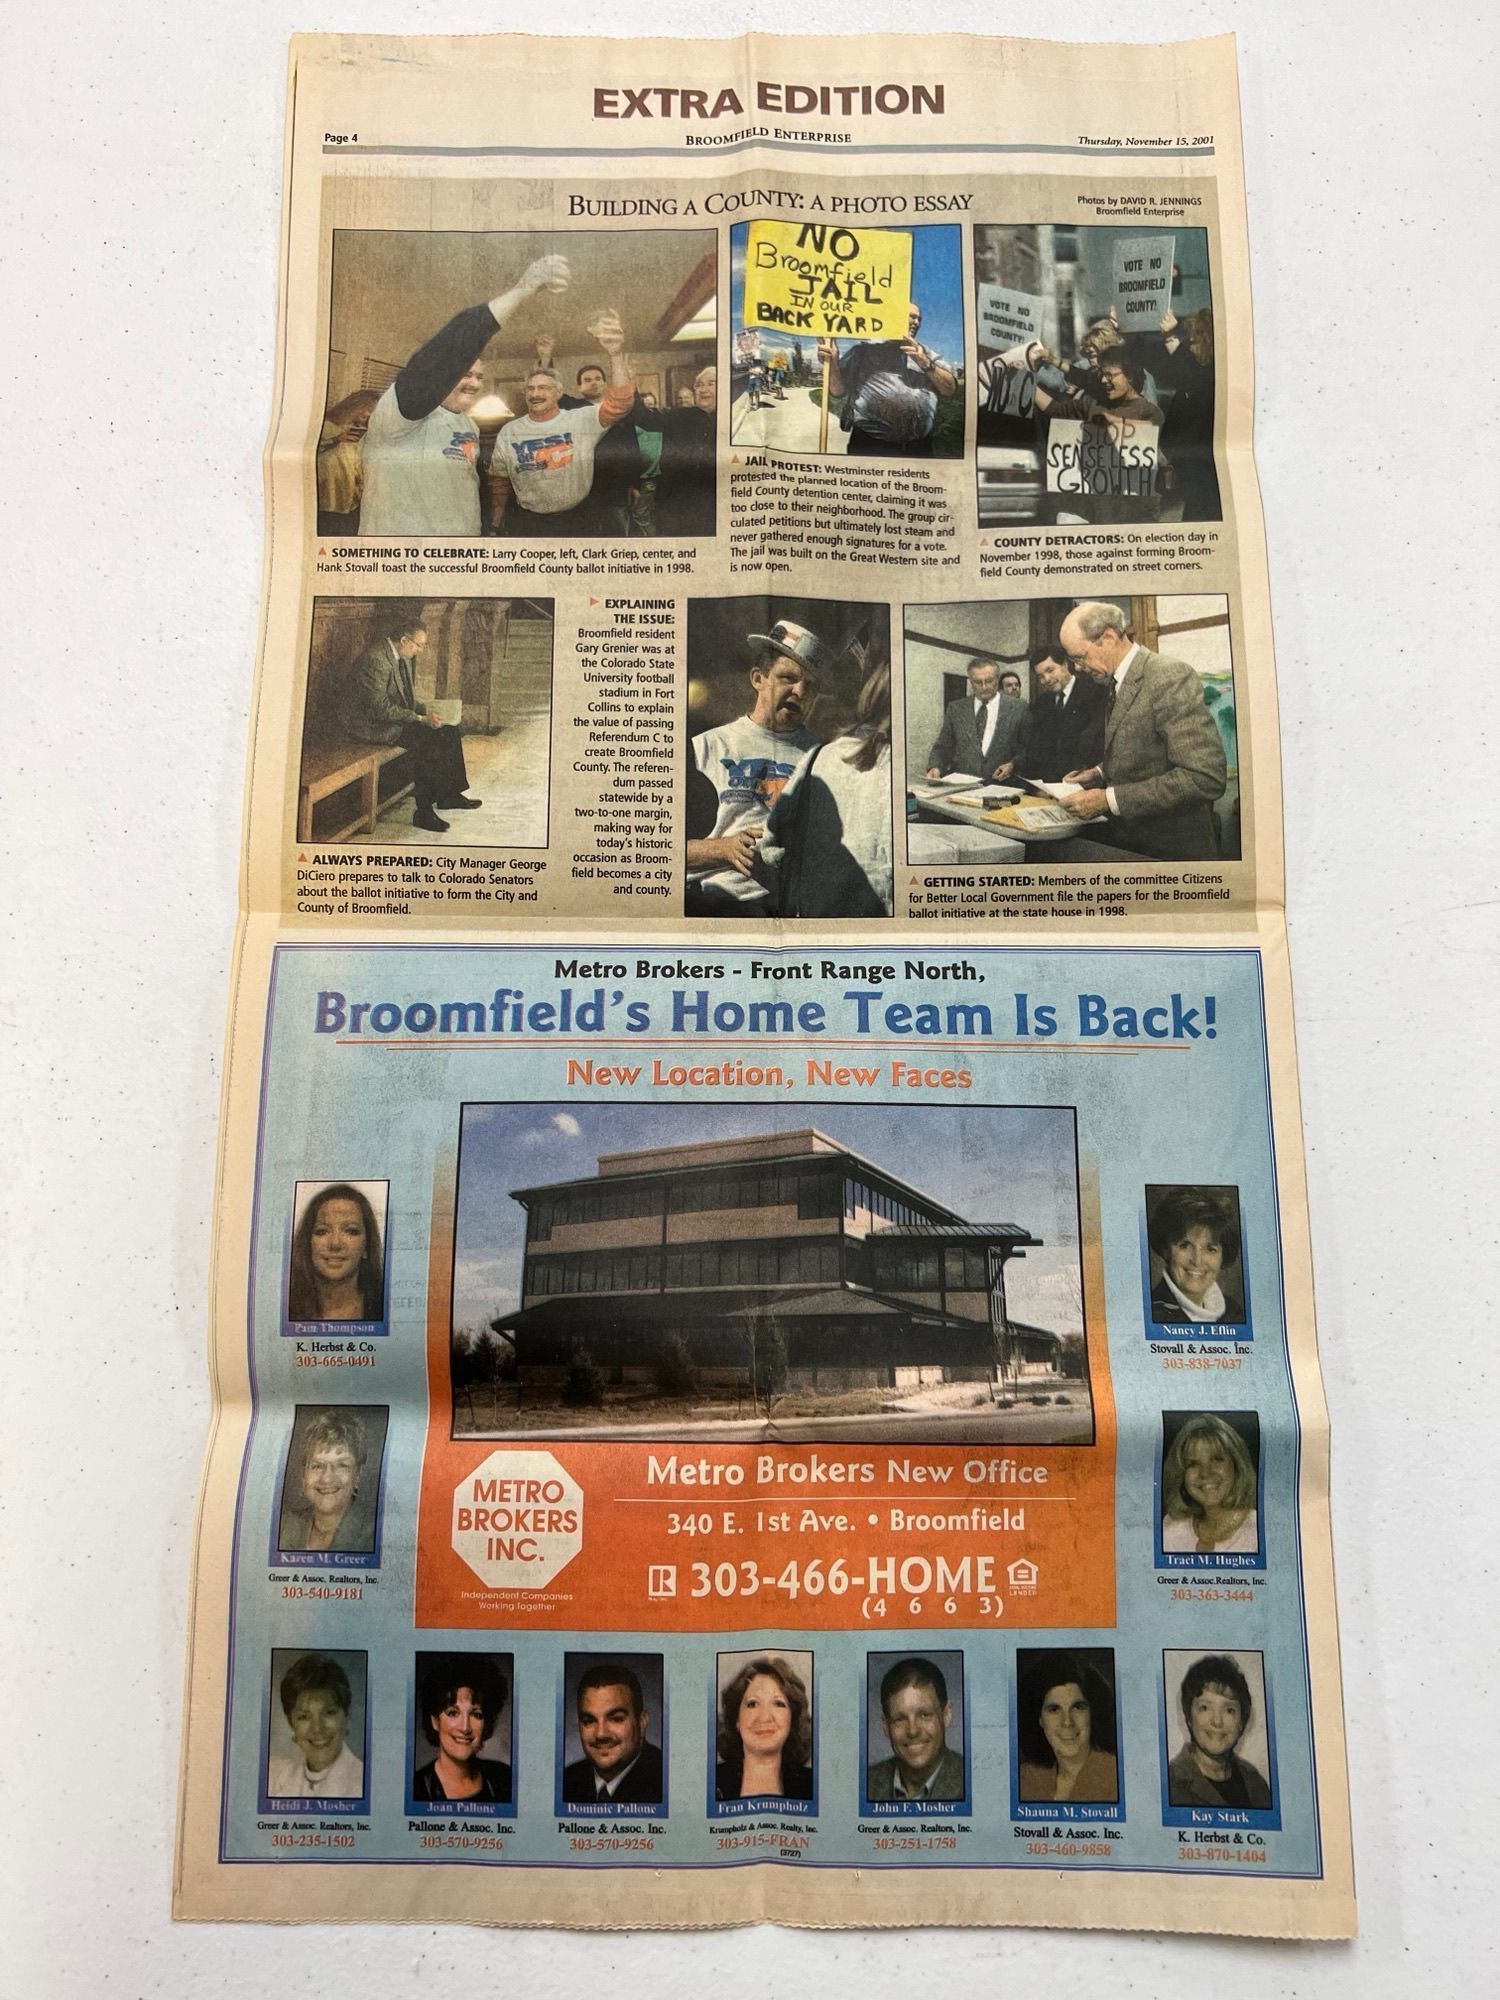 EXTRA EDITION
Page 4
BROOMFIELD ENTERPRISE
Thursday, November 15, 2001
BUILDING A COUNTY: A PHOTO ESSAY
Photos by DAVID R. JENNINGS
Broomfield Enterprise
NO
Broomfield
JAIL
IN OUR
BACK YARD
VOTE NO
BROOMFIELD
COUNTY!
VOTE NO
BROOMFIELD
COUNTY!
STOP
SENSELESS
GROWTH
YES!
▲ SOMETHING TO CELEBRATE: Larry Cooper, left, Clark Griep, center, and
Hank Stovall toast the successful Broomfield County ballot initiative in 1998.
▲ JAIL PROTEST: Westminster residents
protested the planned location of the Broom-
field County detention center, claiming it was
too close to their neighborhood. The group cir-
culated petitions but ultimately lost steam and
never gathered enough signatures for a vote.
The jail was built on the Great Western site and
is now open.
▲ COUNTY DETRACTORS: On election day in
November 1998, those against forming Broom-
field County demonstrated on street corners.
▶ EXPLAINING
THE ISSUE:
Broomfield resident
Gary Grenier was at
the Colorado State
University football
stadium in Fort
Collins to explain
the value of passing
Referendum C to
create Broomfield
County. The referen-
dum passed
statewide by a
two-to-one margin,
making way for
today's historic
occasion as Broom-
field becomes a city
and county.
▲ ALWAYS PREPARED: City Manager George
DiCiero prepares to talk to Colorado Senators
about the ballot initiative to form the City and
County of Broomfield.
▲ GETTING STARTED: Members of the committee Citizens
for Better Local Government file the papers for the Broomfield
ballot initiative at the state house in 1998.
Metro Brokers - Front Range North,
Broomfield's Home Team Is Back!
New Location, New Faces
Pam Thompson
K. Herbst & Co.
303-665-0491
Nancy J. Eflin
Stovall & Assoc. Inc.
303-838-7037
Karen M. Greer
Greer & Assoc. Realtors, Inc.
303-540-9181
Traci M. Hughes
Greer & Assoc.Realtors, Inc.
303-363-3444
METRO
BROKERS
INC.
Independent Companies
Working Together
Metro Brokers New Office
340 E. 1st Ave. • Broomfield
303-466-HOME
(4 6 6 3)
Heidi J. Mosher
Greer & Assoc. Realtors, Inc.
303-235-1502
Joan Pallone
Pallone & Assoc. Inc.
303-570-9256
Dominic Pallone
Pallone & Assoc. Inc.
303-570-9256
Fran Krumpholz
Krumpholz & Assoc. Realty, Inc.
303-915-FRAN
(3727)
John F. Mosher
Greer & Assoc. Realtors, Inc.
303-251-1758
Shauna M. Stovall
Stovall & Assoc. Inc.
303-460-9858
Kay Stark
K. Herbst & Co.
303-870-1404